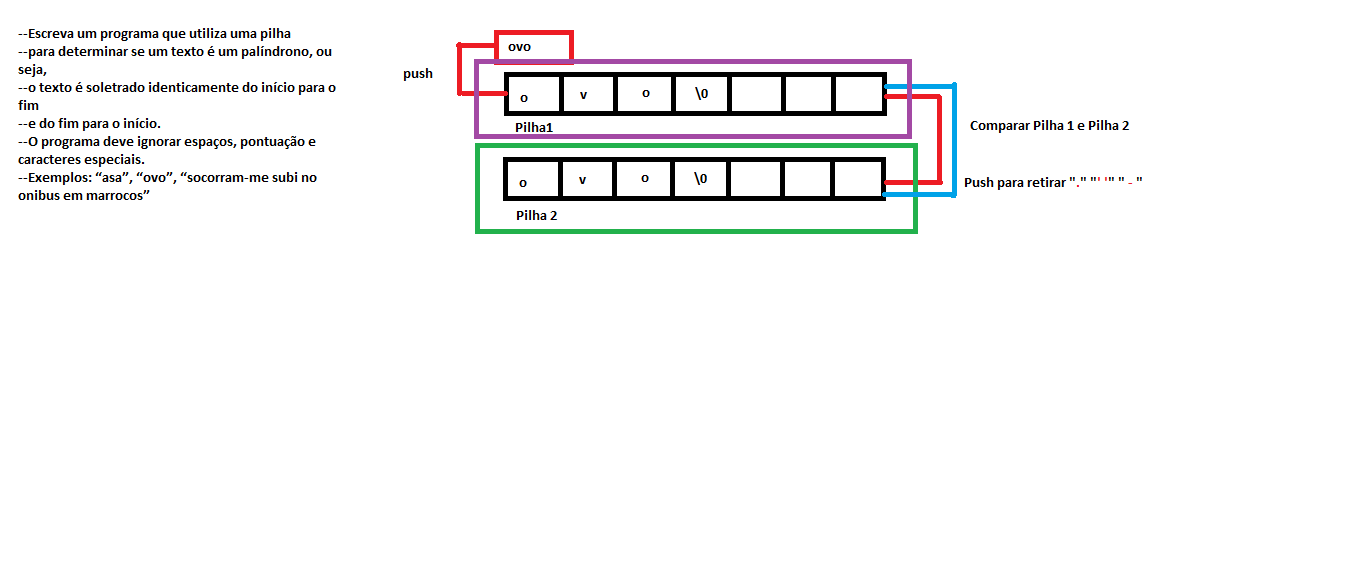 --Escreva um programa que utiliza uma pilha
--para determinar se um texto é um palíndrono, ou
seja,
--o texto é soletrado identicamente do início para o
fim
--e do fim para o início.
--O programa deve ignorar espaços, pontuação e
caracteres especiais.
--Exemplos: “asa”, “ovo”, “socorram-me subi no
onibus em marrocos”
ovo
push
o v o \0
Pilha1
Comparar Pilha 1 e Pilha 2
o v o \0
Push para retirar "." "' '" " - "
Pilha 2